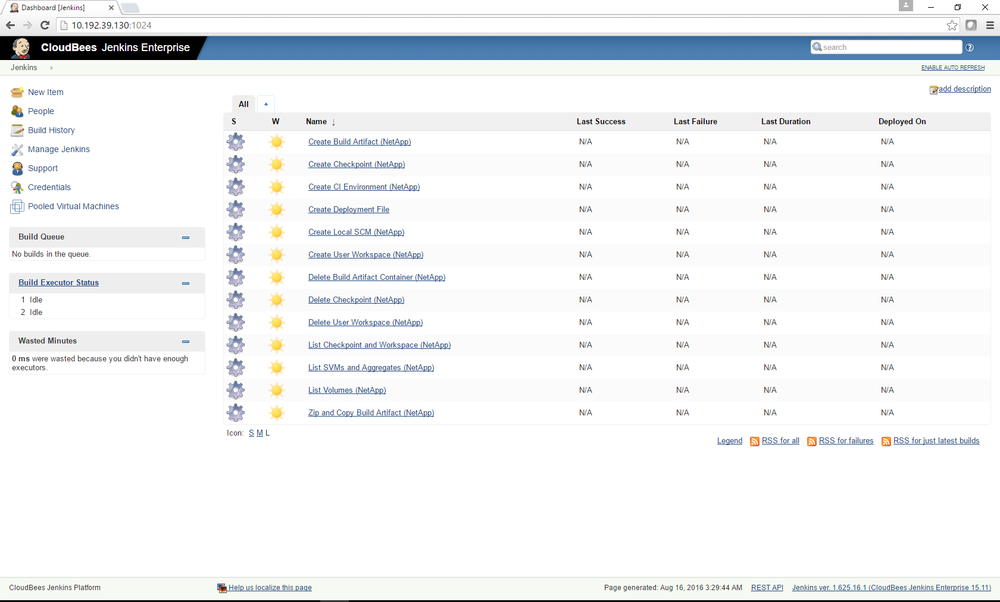 Dashboard [Jenkins]
10.192.39.130:1024
CloudBees Jenkins Enterprise
search
Jenkins
ENABLE AUTO REFRESH
New Item
People
Build History
Manage Jenkins
Support
Credentials
Pooled Virtual Machines
Build Queue
No builds in the queue.
Build Executor Status
1 Idle
2 Idle
Wasted Minutes
0 ms were wasted because you didn't have enough
executors.
add description
All +
S W Name ↓ Last Success Last Failure Last Duration Deployed On
Create Build Artifact (NetApp) N/A N/A N/A N/A
Create Checkpoint (NetApp) N/A N/A N/A N/A
Create CI Environment (NetApp) N/A N/A N/A N/A
Create Deployment File N/A N/A N/A N/A
Create Local SCM (NetApp) N/A N/A N/A N/A
Create User Workspace (NetApp) N/A N/A N/A N/A
Delete Build Artifact Container (NetApp) N/A N/A N/A N/A
Delete Checkpoint (NetApp) N/A N/A N/A N/A
Delete User Workspace (NetApp) N/A N/A N/A N/A
List Checkpoint and Workspace (NetApp) N/A N/A N/A N/A
List SVMs and Aggregates (NetApp) N/A N/A N/A N/A
List Volumes (NetApp) N/A N/A N/A N/A
Zip and Copy Build Artifact (NetApp) N/A N/A N/A N/A
Icon: S M L
Legend RSS for all RSS for failures RSS for just latest builds
CloudBees Jenkins Platform
Help us localize this page
Page generated: Aug 16, 2016 3:29:44 AM REST API Jenkins ver. 1.625.16.1 (CloudBees Jenkins Enterprise 15.11)